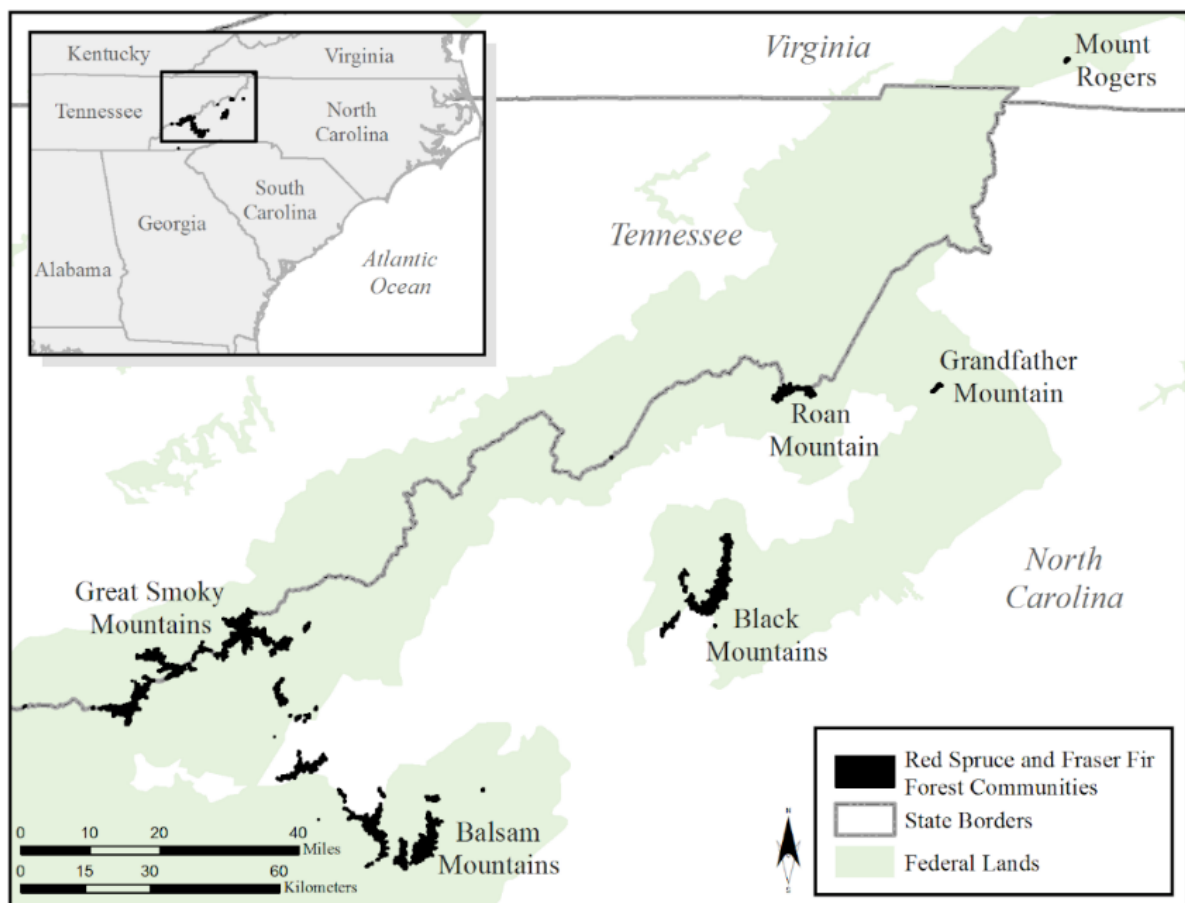 Kentucky
Virginia
Tennessee
North
Carolina
South
Carolina
Georgia
Alabama
Atlantic
Ocean
Virginia
Mount
Rogers
Tennessee
Grandfather
Mountain
Roan
Mountain
North
Carolina
Great Smoky
Mountains
Black
Mountains
Balsam
Mountains
0 10 20 40
Miles
0 15 30 60
Kilometers
N
S
Red Spruce and Fraser Fir
Forest Communities
State Borders
Federal Lands